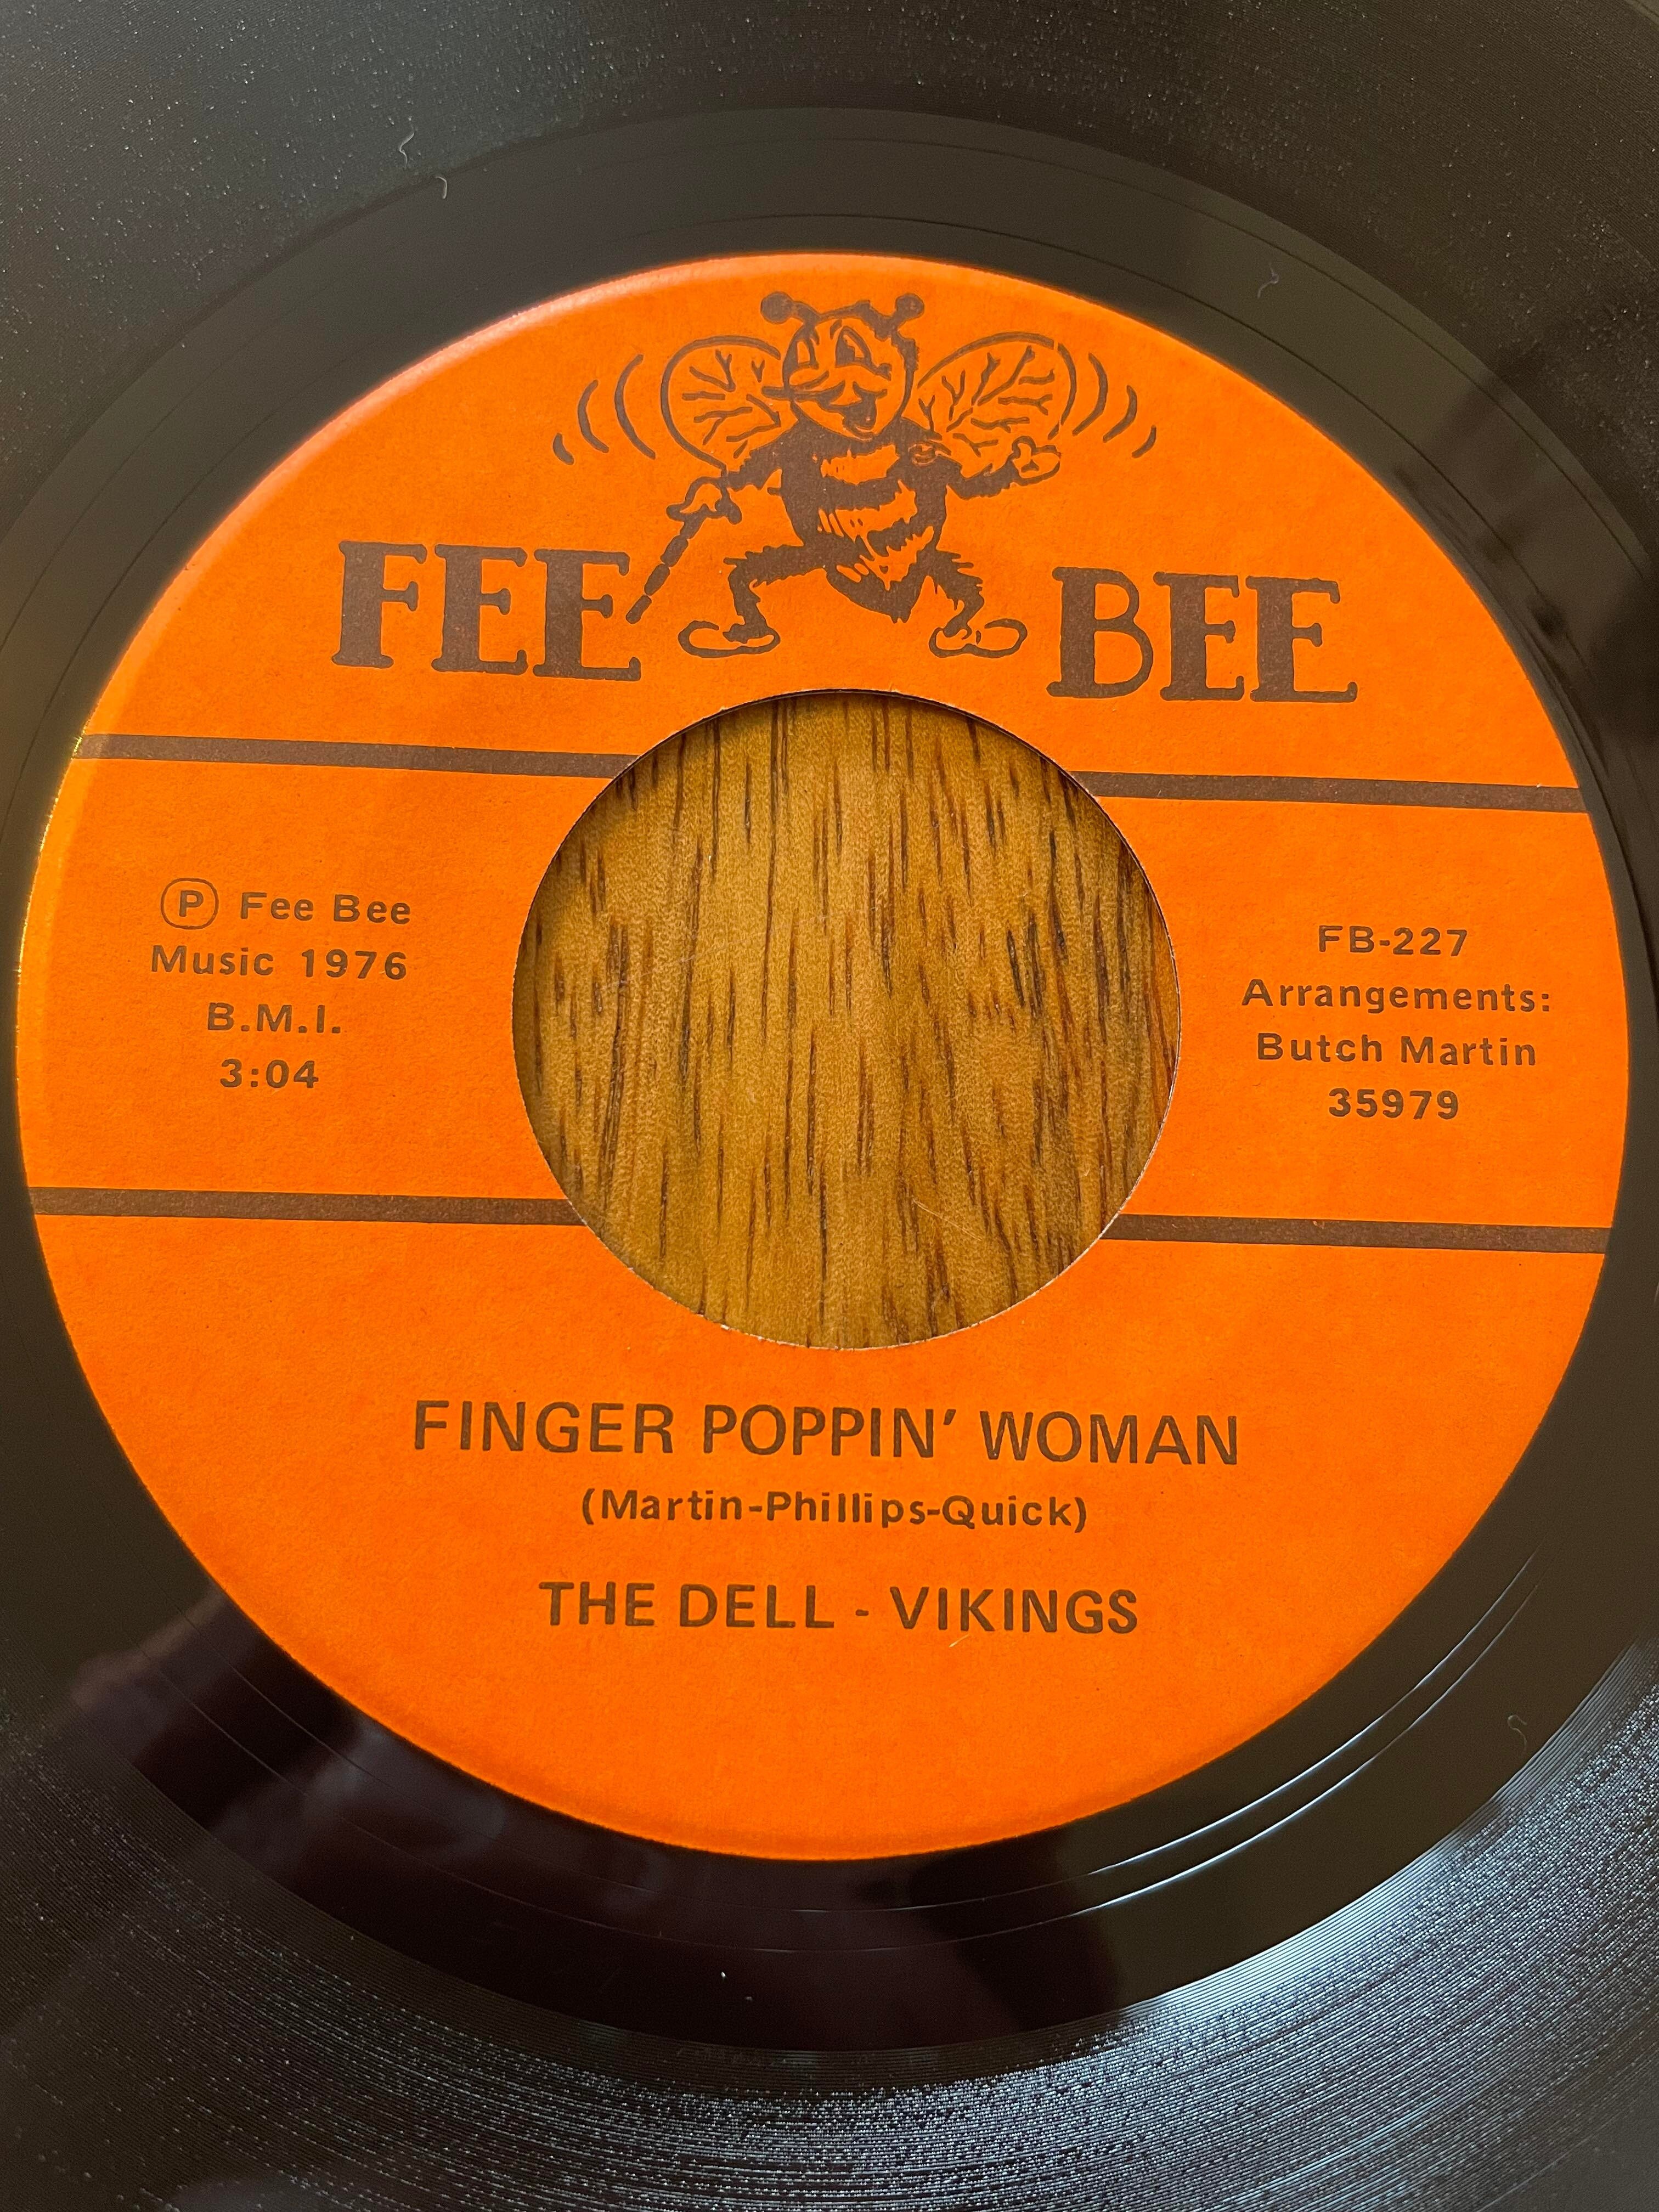 FEE BEE
Ⓟ Fee Bee
Music 1976
B.M.I.
3:04
FB-227
Arrangements:
Butch Martin
35979
FINGER POPPIN' WOMAN
(Martin-Phillips-Quick)
THE DELL - VIKINGS